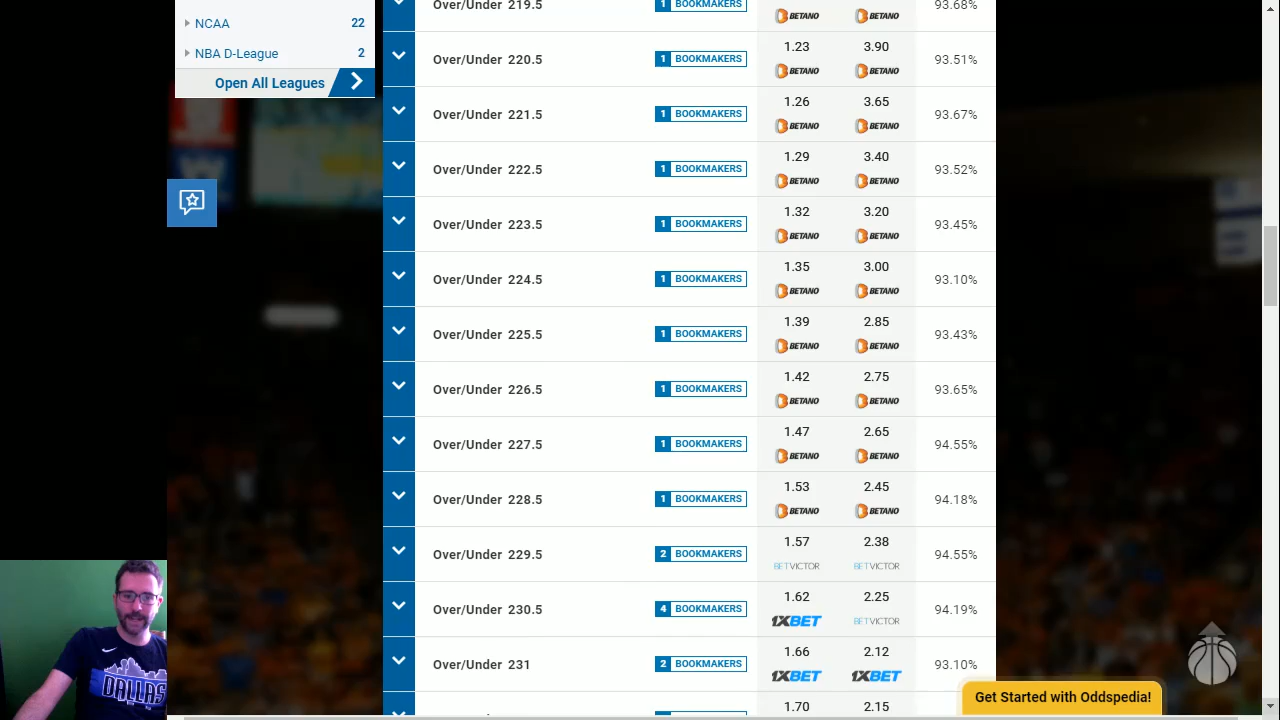 Over/Under 219.5 1 BOOKMAKERS 93.68%
BETANO BETANO
NCAA 22
NBA D-League 2
Open All Leagues
1.23 3.90
Over/Under 220.5 1 BOOKMAKERS 93.51%
BETANO BETANO
1.26 3.65
Over/Under 221.5 1 BOOKMAKERS 93.67%
BETANO BETANO
1.29 3.40
Over/Under 222.5 1 BOOKMAKERS 93.52%
BETANO BETANO
1.32 3.20
Over/Under 223.5 1 BOOKMAKERS 93.45%
BETANO BETANO
1.35 3.00
Over/Under 224.5 1 BOOKMAKERS 93.10%
BETANO BETANO
1.39 2.85
Over/Under 225.5 1 BOOKMAKERS 93.43%
BETANO BETANO
1.42 2.75
Over/Under 226.5 1 BOOKMAKERS 93.65%
BETANO BETANO
1.47 2.65
Over/Under 227.5 1 BOOKMAKERS 94.55%
BETANO BETANO
1.53 2.45
Over/Under 228.5 1 BOOKMAKERS 94.18%
BETANO BETANO
1.57 2.38
Over/Under 229.5 2 BOOKMAKERS 94.55%
BETVICTOR BETVICTOR
1.62 2.25
Over/Under 230.5 4 BOOKMAKERS 94.19%
1XBET BETVICTOR
1.66 2.12
Over/Under 231 2 BOOKMAKERS 93.10%
1XBET 1XBET
1.70 2.15
DALLAS
Get Started with Oddspedia!